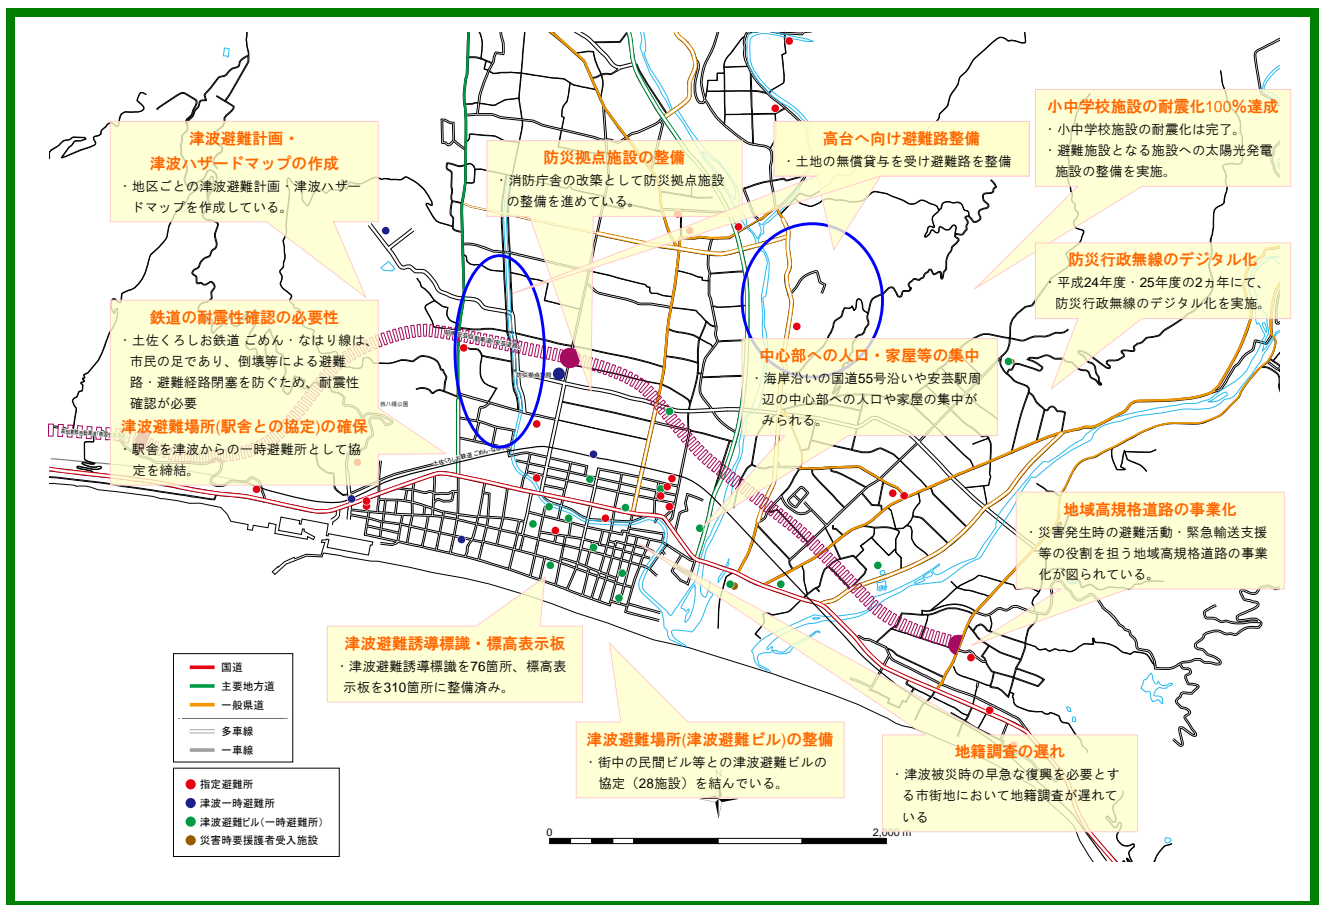 津波避難計画・
津波ハザードマップの作成
・地区ごとの津波避難計画・津波ハザー
ドマップを作成している。
防災拠点施設の整備
・消防庁舎の改築として防災拠点施設
の整備を進めている。
高台へ向け避難路整備
・土地の無償貸与を受け避難路を整備
小中学校施設の耐震化100%達成
・小中学校施設の耐震化は完了。
・避難施設となる施設への太陽光発電
施設の整備を実施。
防災行政無線のデジタル化
・平成24年度・25年度の2ヵ年にて、
防災行政無線のデジタル化を実施。
鉄道の耐震性確認の必要性
・土佐くろしお鉄道 ごめん・なはり線は、
市民の足であり、倒壊等による避難
路・避難経路閉塞を防ぐため、耐震性
確認が必要
津波避難場所(駅舎との協定)の確保
・駅舎を津波からの一時避難所として協
定を締結。
中心部への人口・家屋等の集中
・海岸沿いの国道55号沿いや安芸駅周
辺の中心部への人口や家屋の集中が
みられる。
防災拠点施設
地域高規格道路の事業化
・災害発生時の避難活動・緊急輸送支援
等の役割を担う地域高規格道路の事業
化が図られている。
津波避難誘導標識・標高表示板
・津波避難誘導標識を76箇所、標高表
示板を310箇所に整備済み。
津波避難場所(津波避難ビル)の整備
・街中の民間ビル等との津波避難ビルの
協定（28施設）を結んでいる。
地籍調査の遅れ
・津波被災時の早急な復興を必要とす
る市街地において地籍調査が遅れて
いる
国道
主要地方道
一般県道
多車線
一車線
指定避難所
津波一時避難所
津波避難ビル(一時避難所)
災害時要援護者受入施設
0
2,000 m